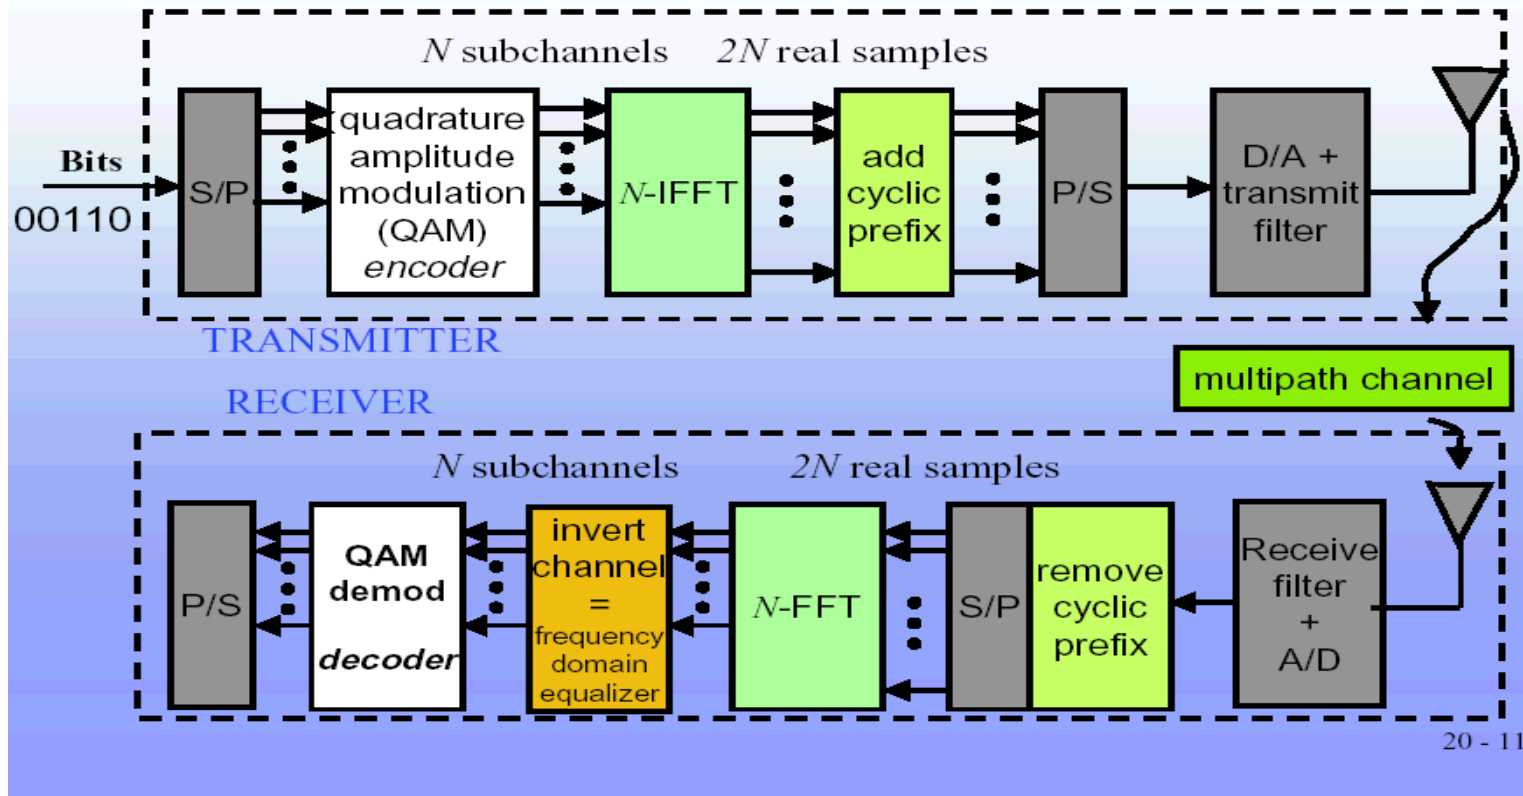 N subchannels 2N real samples
Bits
00110
S/P
quadrature
amplitude
modulation
(QAM)
encoder
N-IFFT
add
cyclic
prefix
P/S
D/A +
transmit
filter
TRANSMITTER
multipath channel
RECEIVER
N subchannels 2N real samples
P/S
QAM
demod
decoder
invert
channel
=
frequency
domain
equalizer
N-FFT
S/P
remove
cyclic
prefix
Receive
filter
+
A/D
20 - 11